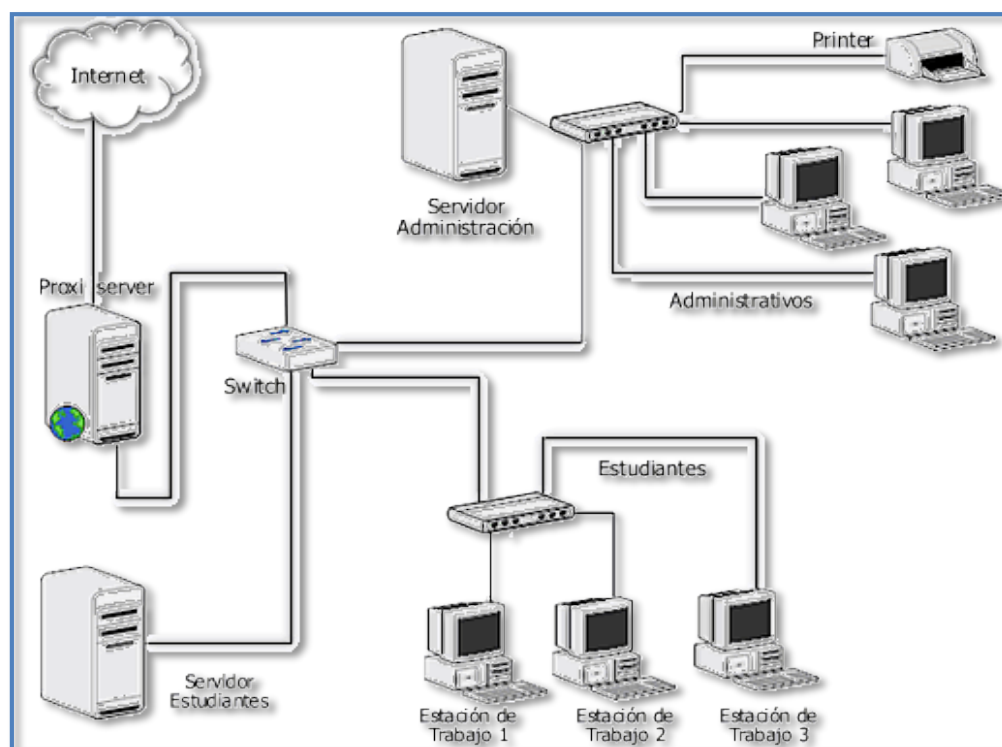 Internet
Printer
Servidor
Administración
Proxi server
Administrativos
Switch
Estudiantes
Servidor
Estudiantes
Estación de
Trabajo 1
Estación de
Trabajo 2
Estación de
Trabajo 3